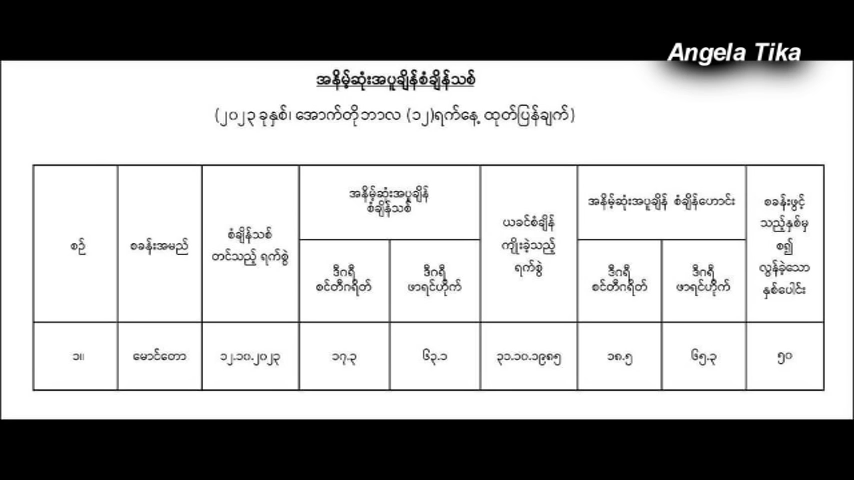 Angela Tika
အနိမ့်ဆုံးအပူချိန်စံချိန်သစ်
(၂၀၂၃ ခုနှစ်၊ အောက်တိုဘာလ (၁၂)ရက်နေ့ ထုတ်ပြန်ချက်)
စဉ်
စခန်းအမည်
စံချိန်သစ်
တင်သည့် ရက်စွဲ
အနိမ့်ဆုံးအပူချိန်
စံချိန်သစ်
ဒီဂရီ
စင်တီဂရိတ်
ဒီဂရီ
ဖာရင်ဟိုက်
ယခင်စံချိန်
ကျိုးခဲ့သည့်
ရက်စွဲ
အနိမ့်ဆုံးအပူချိန် စံချိန်ဟောင်း
ဒီဂရီ
စင်တီဂရိတ်
ဒီဂရီ
ဖာရင်ဟိုက်
စခန်းဖွင့်
သည့်နှစ်မှ
စ၍
လွန်ခဲ့သော
နှစ်ပေါင်း
၁။ မောင်တော ၁၂.၁၀.၂၀၂၃ ၁၇.၃ ၆၃.၁ ၃၁.၁၀.၁၉၈၅ ၁၈.၅ ၆၅.၃ ၅၀